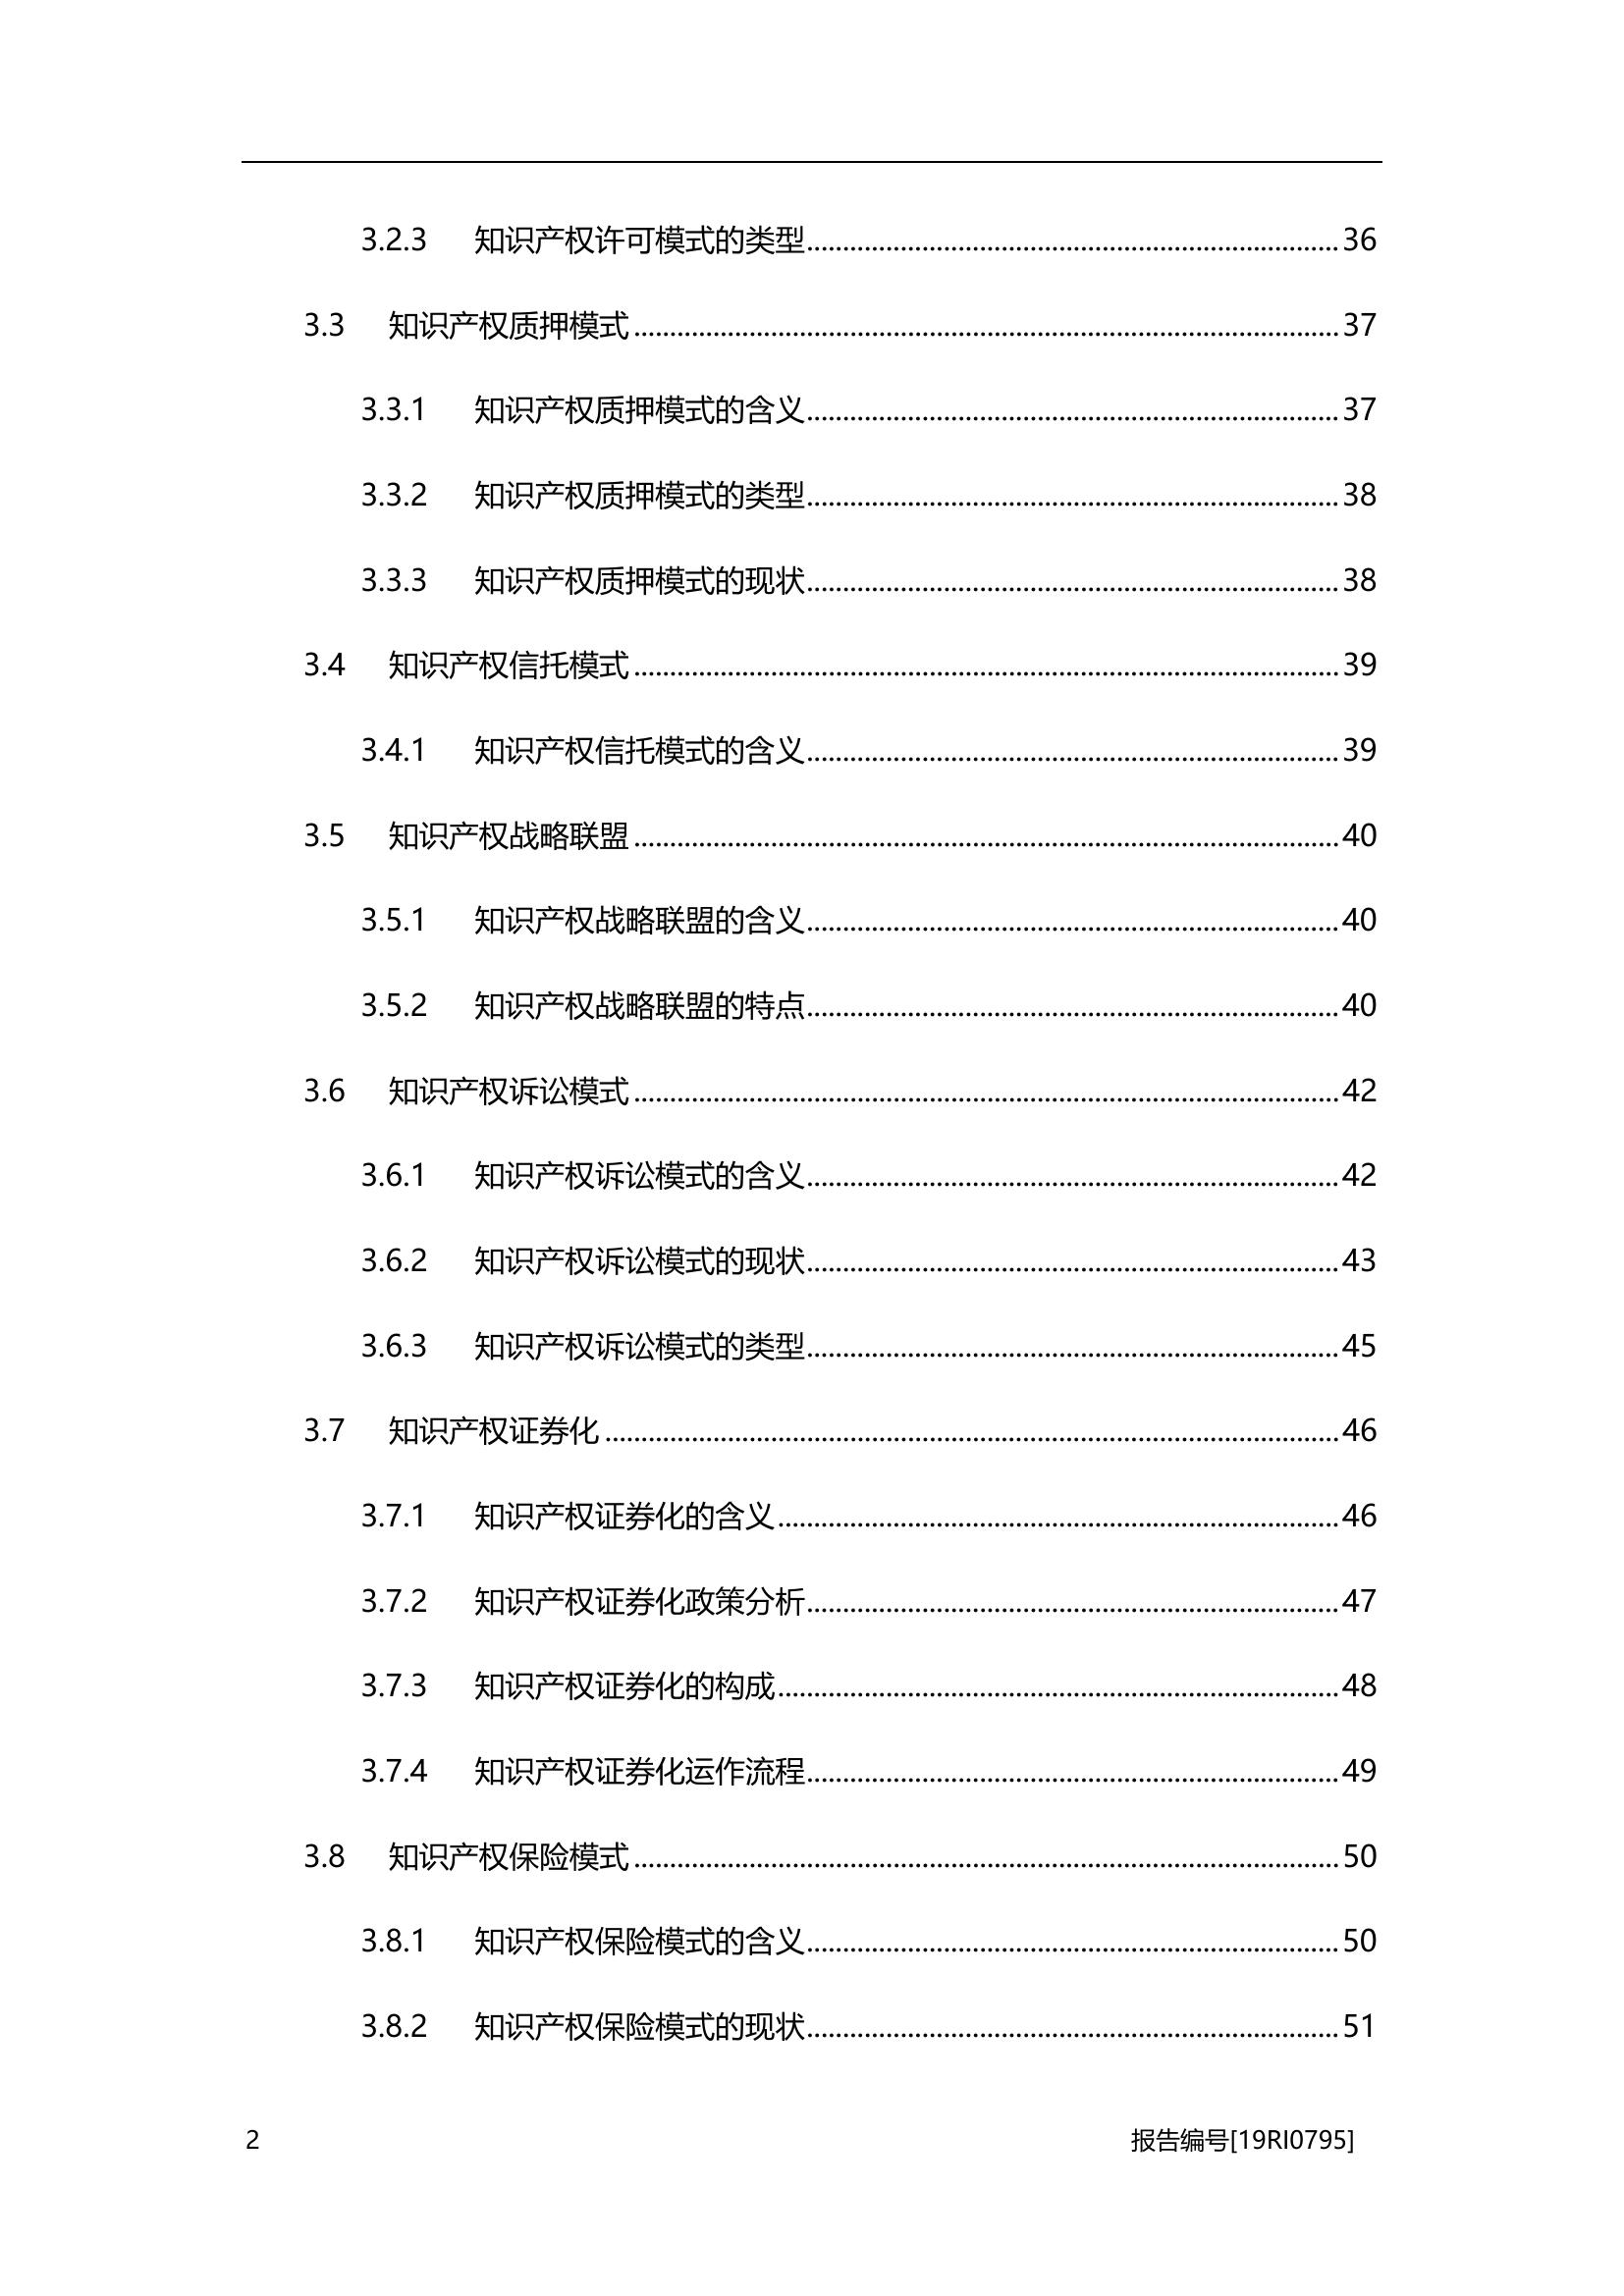 3.2.3 知识产权许可模式的类型........................................................................36
3.3 知识产权质押模式................................................................................................37
3.3.1 知识产权质押模式的含义........................................................................37
3.3.2 知识产权质押模式的类型........................................................................38
3.3.3 知识产权质押模式的现状........................................................................38
3.4 知识产权信托模式................................................................................................39
3.4.1 知识产权信托模式的含义........................................................................39
3.5 知识产权战略联盟................................................................................................40
3.5.1 知识产权战略联盟的含义........................................................................40
3.5.2 知识产权战略联盟的特点........................................................................40
3.6 知识产权诉讼模式................................................................................................42
3.6.1 知识产权诉讼模式的含义........................................................................42
3.6.2 知识产权诉讼模式的现状........................................................................43
3.6.3 知识产权诉讼模式的类型........................................................................45
3.7 知识产权证券化....................................................................................................46
3.7.1 知识产权证券化的含义............................................................................46
3.7.2 知识产权证券化政策分析........................................................................47
3.7.3 知识产权证券化的构成............................................................................48
3.7.4 知识产权证券化运作流程........................................................................49
3.8 知识产权保险模式................................................................................................50
3.8.1 知识产权保险模式的含义........................................................................50
3.8.2 知识产权保险模式的现状........................................................................51
2 报告编号[19RI0795]